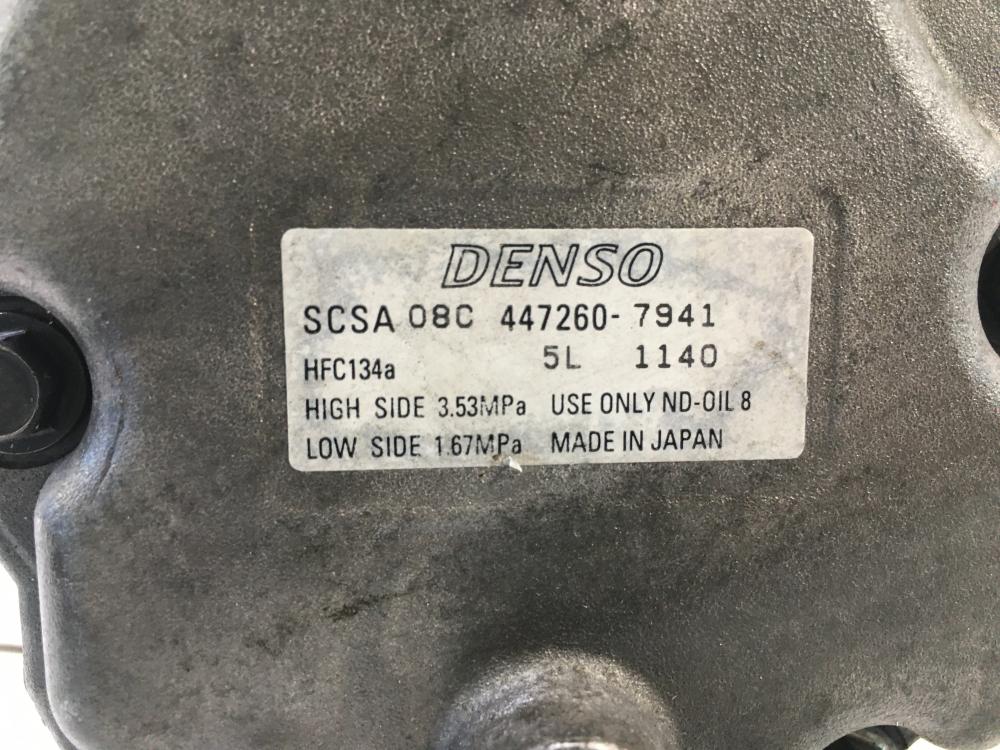 DENSO
SCSA 08C 447260-7941
HFC134a 5L 1140
HIGH SIDE 3.53MPa USE ONLY ND-OIL 8
LOW SIDE 1.67MPa MADE IN JAPAN